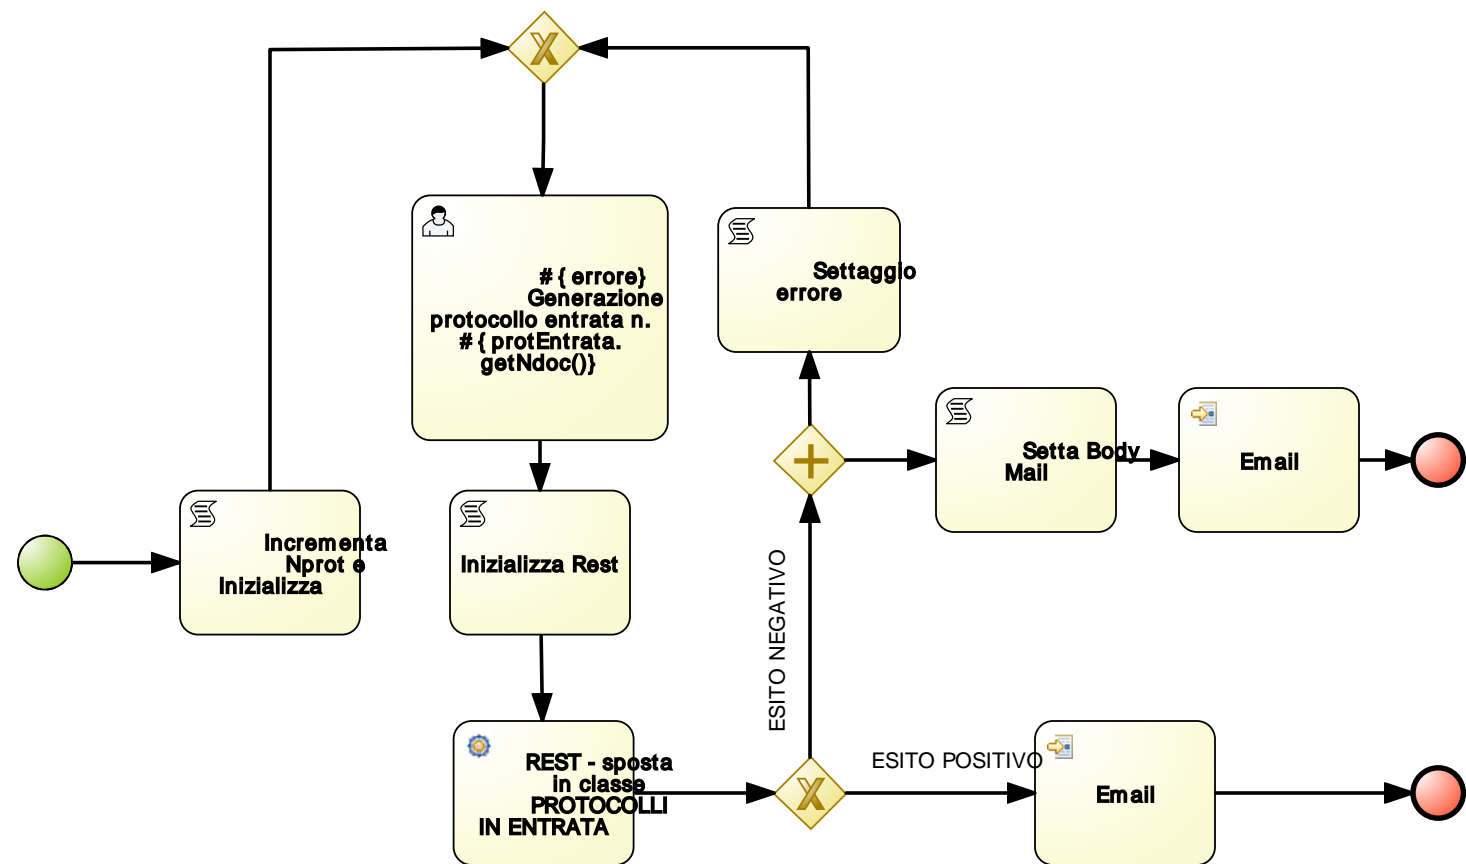 # { errore}
Generazione
protocollo entrata n.
# { protEntrata.
getNdoc()}
Settaggio
errore
Setta Body
Mail
Email
Incrementa
Nprot e
Inizializza
Inizializza Rest
ESITO NEGATIVO
REST - sposta
in classe
PROTOCOLLI
IN ENTRATA
ESITO POSITIVO
Email